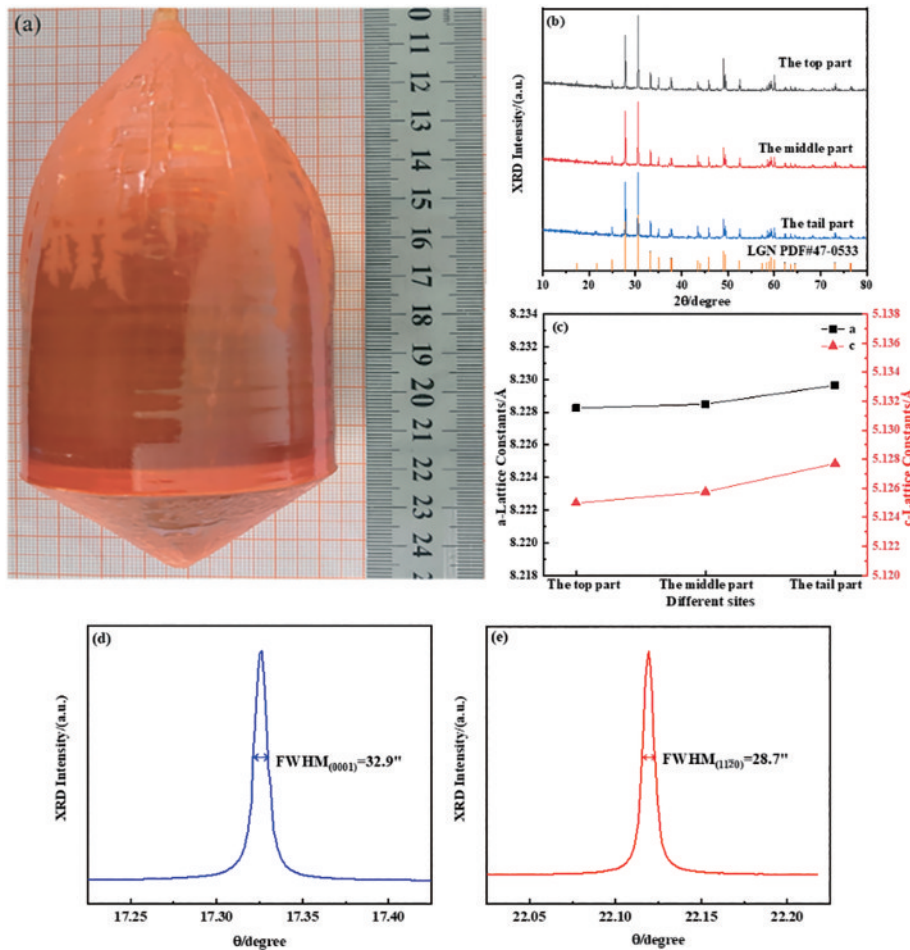 (a)
10
11
12
13
14
15
16
17
18
19
20
21
22
23
24
(b)
XRD Intensity/(a.u.)
The top part
The middle part
The tail part
LGN PDF#47-0533
10 20 30 40 50 60 70 80
2θ/degree
(c)
a
c
a-Lattice Constants/Å
8.234
8.232
8.230
8.228
8.226
8.224
8.222
8.220
8.218
c-Lattice Constants/Å
5.138
5.136
5.134
5.132
5.130
5.128
5.126
5.124
5.122
5.120
The top part The middle part The tail part
Different sites
(d)
XRD Intensity/(a.u.)
FWHM(0001)=32.9"
17.25 17.30 17.35 17.40
θ/degree
(e)
XRD Intensity/(a.u.)
FWHM(112̄0)=28.7"
22.05 22.10 22.15 22.20
θ/degree